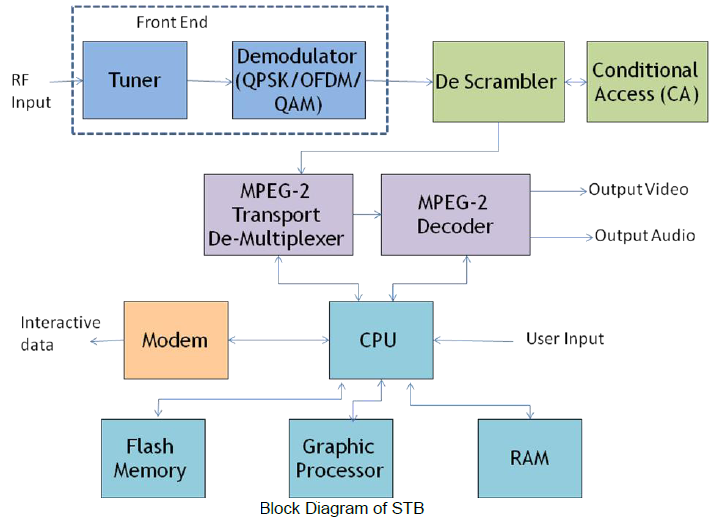 Front End
RF
Input
Tuner
Demodulator
(QPSK/OFDM/
QAM)
De Scrambler
Conditional
Access (CA)
MPEG-2
Transport
De-Multiplexer
MPEG-2
Decoder
Output Video
Output Audio
Interactive
data
Modem
CPU
User Input
Flash
Memory
Graphic
Processor
RAM
Block Diagram of STB